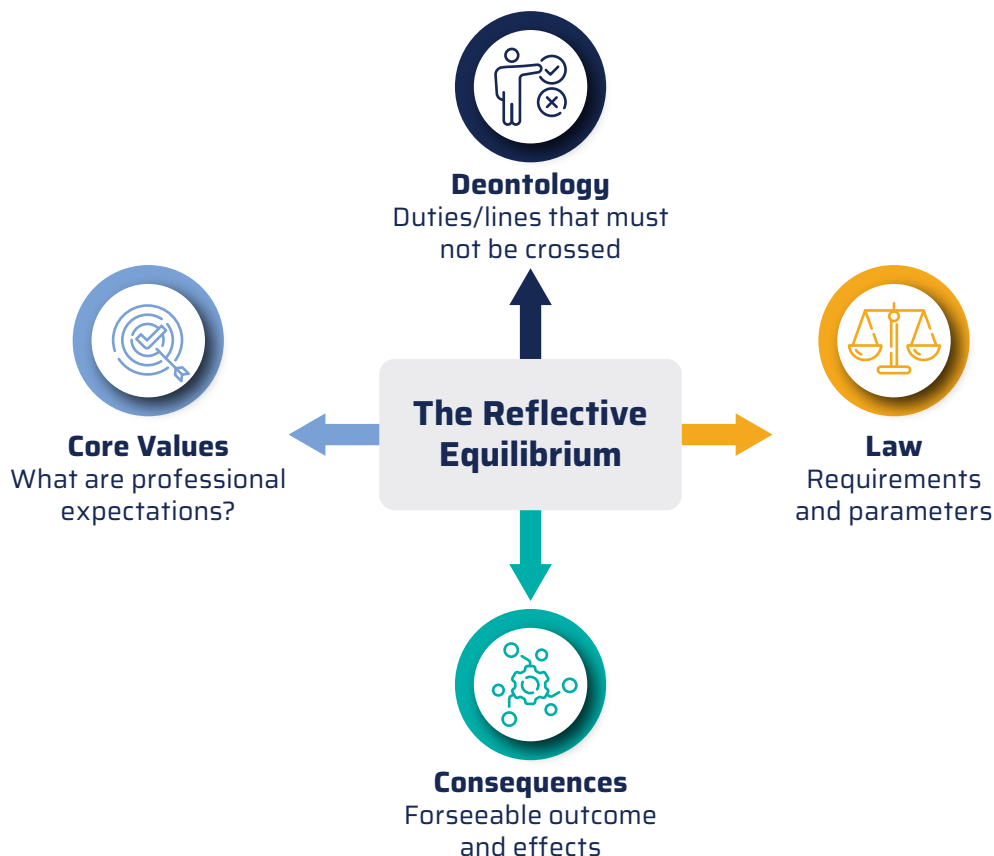 Deontology
Duties/lines that must
not be crossed
Core Values
What are professional
expectations?
The Reflective
Equilibrium
Law
Requirements
and parameters
Consequences
Forseeable outcome
and effects